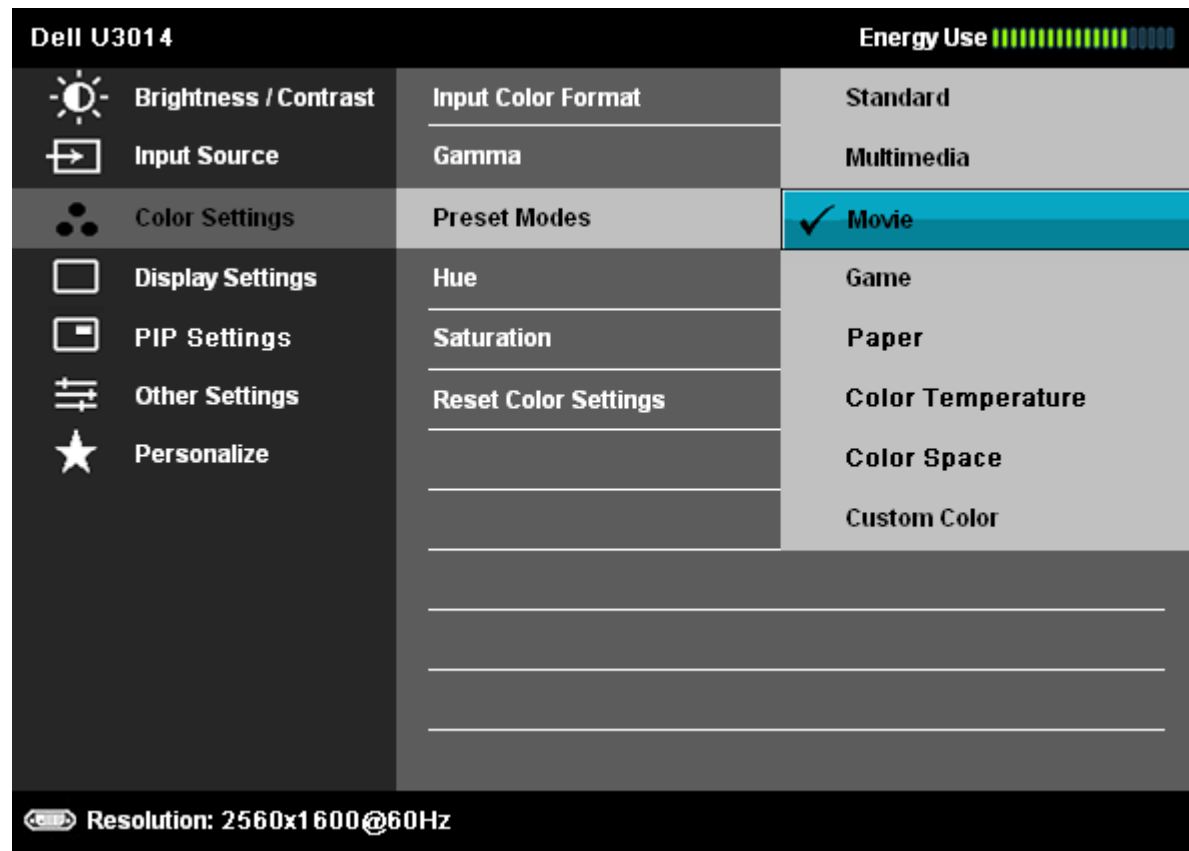 Dell U3014 Energy Use
Brightness / Contrast Input Color Format Standard
Input Source Gamma Multimedia
Color Settings Preset Modes Movie
Display Settings Hue Game
PIP Settings Saturation Paper
Other Settings Reset Color Settings Color Temperature
Personalize Color Space
Custom Color
Resolution: 2560x1600@60Hz